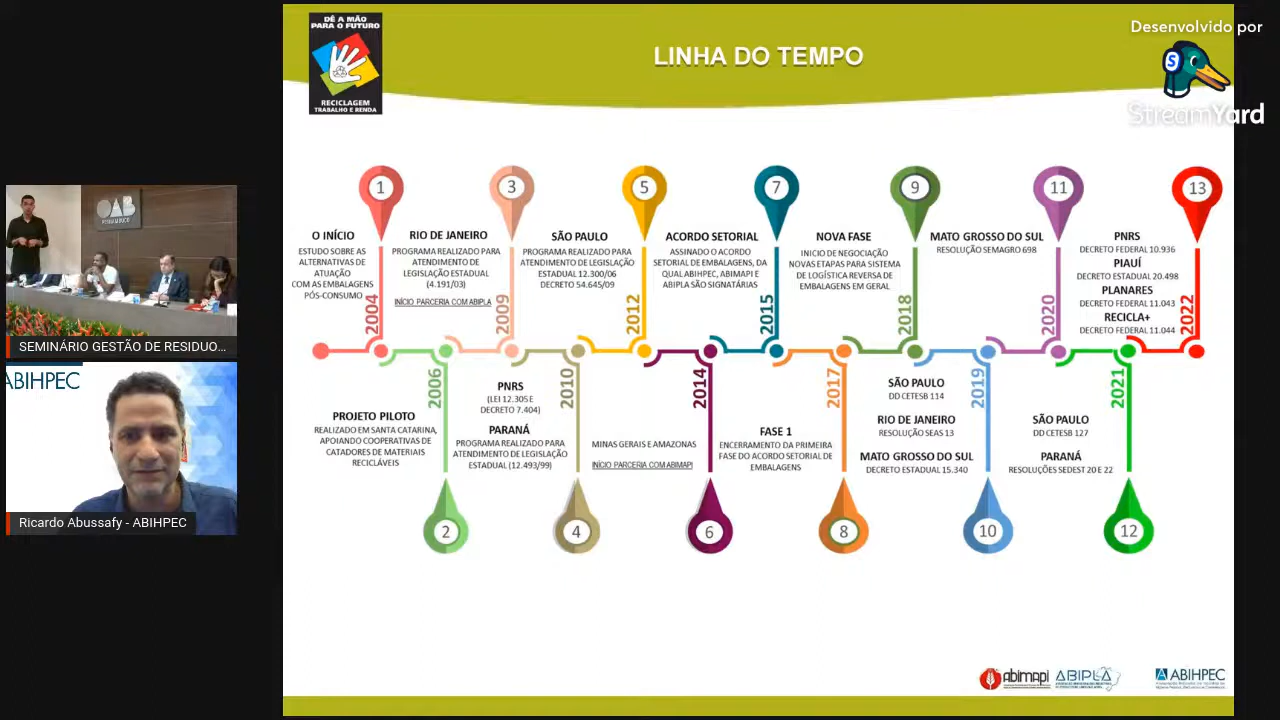 DÊ A MÃO
PARA O FUTURO
RECICLAGEM
TRABALHO E RENDA
LINHA DO TEMPO
Desenvolvido por
S
StreamYard
1
O INÍCIO
ESTUDO SOBRE AS
ALTERNATIVAS DE
ATUAÇÃO
COM AS EMBALAGENS
PÓS-CONSUMO
2004
3
RIO DE JANEIRO
PROGRAMA REALIZADO PARA
ATENDIMENTO DE
LEGISLAÇÃO ESTADUAL
(4.191/03)
INÍCIO PARCERIA COM ABIPLA
2009
5
SÃO PAULO
PROGRAMA REALIZADO PARA
ATENDIMENTO DE LEGISLAÇÃO
ESTADUAL 12.300/06
DECRETO 54.645/09
2012
7
ACORDO SETORIAL
ASSINADO O ACORDO
SETORIAL DE EMBALAGENS, DA
QUAL ABIHPEC, ABIMAPI E
ABIPLA SÃO SIGNATÁRIAS
2015
9
NOVA FASE
INICIO DE NEGOCIAÇÃO
NOVAS ETAPAS PARA SISTEMA
DE LOGÍSTICA REVERSA DE
EMBALAGENS EM GERAL
2018
11
MATO GROSSO DO SUL
RESOLUÇÃO SEMAGRO 698
2020
13
PNRS
DECRETO FEDERAL 10.936
PIAUÍ
DECRETO ESTADUAL 20.498
PLANARES
DECRETO FEDERAL 11.043
RECICLA+
DECRETO FEDERAL 11.044
2022
2006
PROJETO PILOTO
REALIZADO EM SANTA CATARINA,
APOIANDO COOPERATIVAS DE
CATADORES DE MATERIAIS
RECICLÁVEIS
2
2010
PNRS
(LEI 12.305 E
DECRETO 7.404)
PARANÁ
PROGRAMA REALIZADO PARA
ATENDIMENTO DE LEGISLAÇÃO
ESTADUAL (12.493/99)
4
2014
MINAS GERAIS E AMAZONAS
INÍCIO PARCERIA COM ABIMAPI
6
2017
FASE 1
ENCERRAMENTO DA PRIMEIRA
FASE DO ACORDO SETORIAL DE
EMBALAGENS
8
2019
SÃO PAULO
DD CETESB 114
RIO DE JANEIRO
RESOLUÇÃO SEAS 13
MATO GROSSO DO SUL
DECRETO ESTADUAL 15.340
10
2021
SÃO PAULO
DD CETESB 127
PARANÁ
RESOLUÇÕES SEDEST 20 E 22
12
OAB
PERNAMBUCO
SEMINÁRIO GESTÃO DE RESIDUO...
ABIHPEC
Ricardo Abussafy - ABIHPEC
abimapi
ABIPLA
ABIHPEC